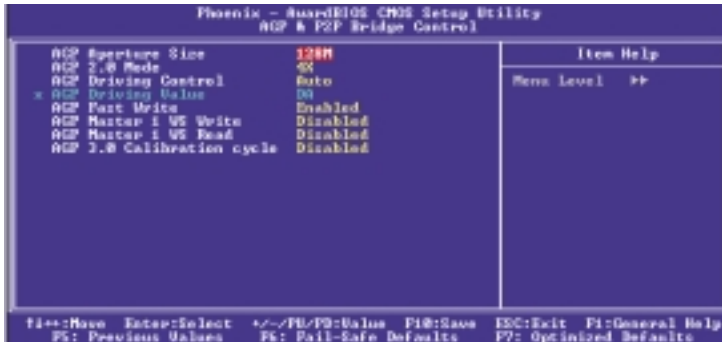 Phoenix - AwardBIOS CMOS Setup Utility
AGP & P2P Bridge Control
AGP Aperture Size 128M
AGP 2.0 Mode 4X
AGP Driving Control Auto
x AGP Driving Value DA
AGP Fast Write Enabled
AGP Master 1 WS Write Disabled
AGP Master 1 WS Read Disabled
AGP 3.0 Calibration cycle Disabled
Item Help
Menu Level ▸▸
↑↓→←:Move Enter:Select +/-/PU/PD:Value F10:Save ESC:Exit F1:General Help
F5: Previous Values F6: Fail-Safe Defaults F7: Optimized Defaults